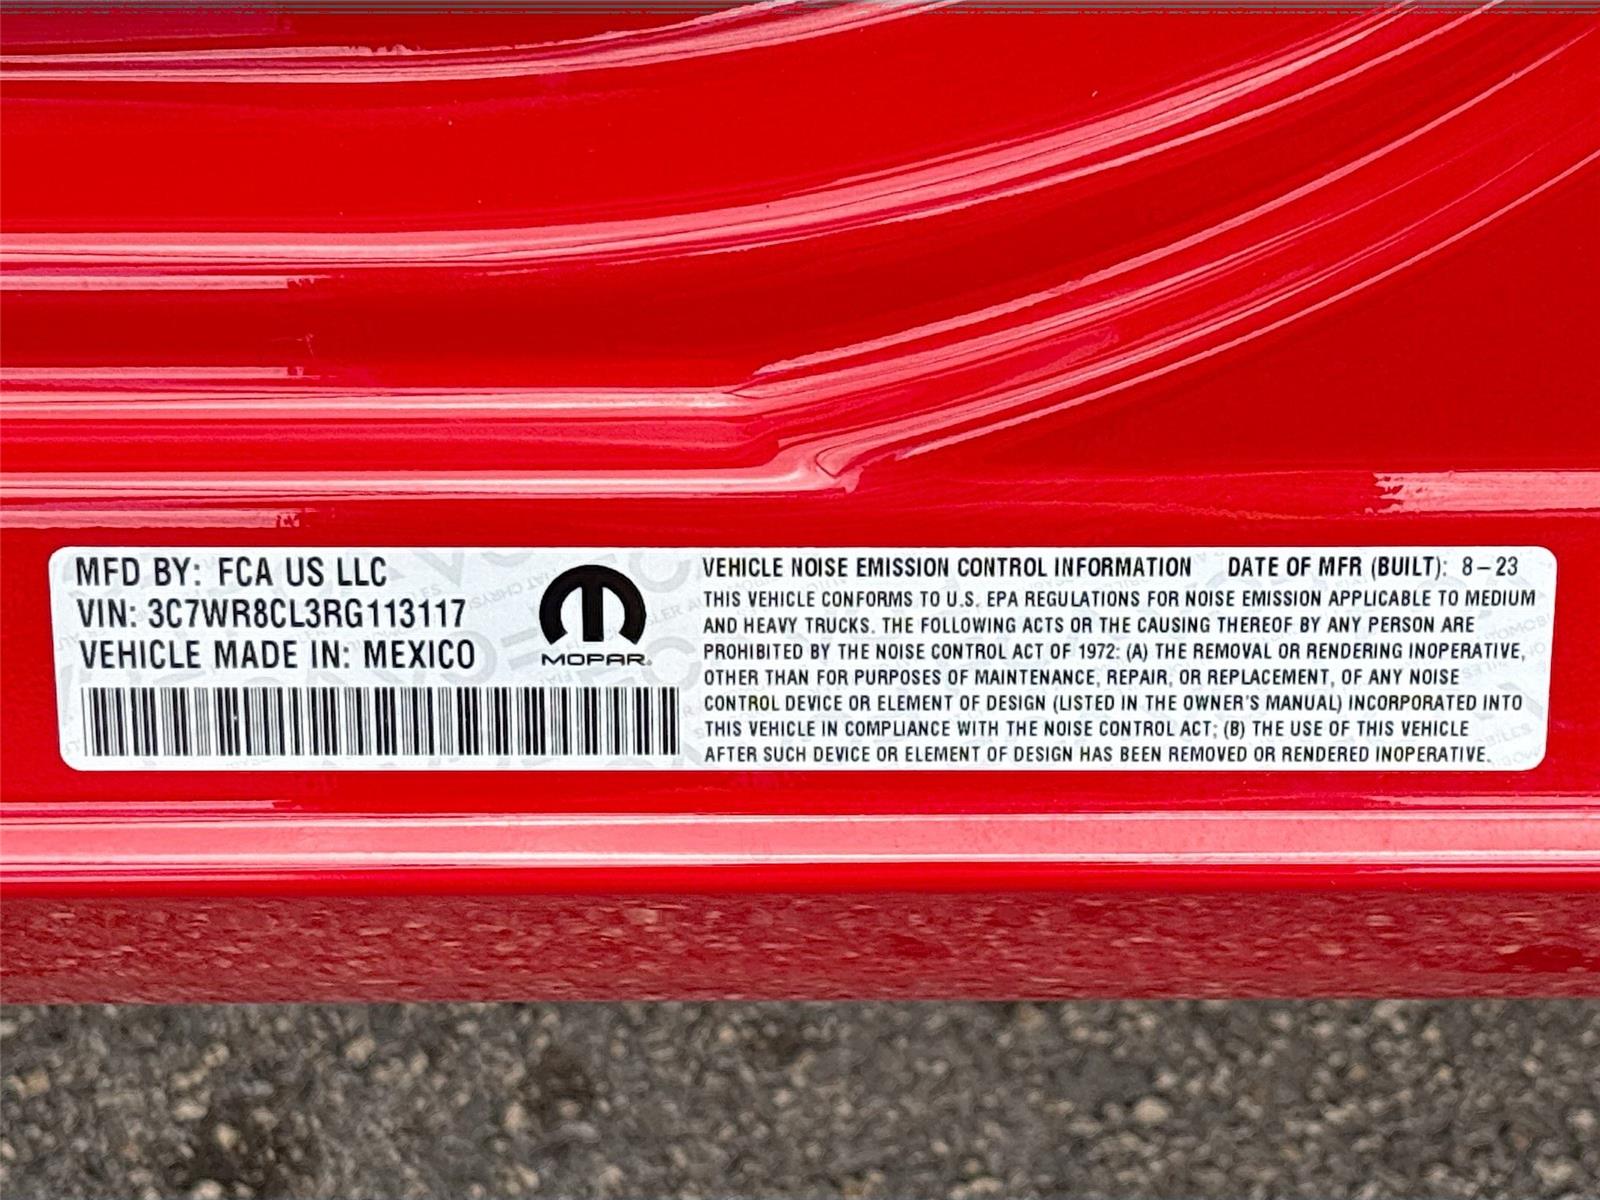 MFD BY: FCA US LLC
VIN: 3C7WR8CL3RG113117
VEHICLE MADE IN: MEXICO
MOPAR®
VEHICLE NOISE EMISSION CONTROL INFORMATION DATE OF MFR (BUILT): 8-23
THIS VEHICLE CONFORMS TO U.S. EPA REGULATIONS FOR NOISE EMISSION APPLICABLE TO MEDIUM
AND HEAVY TRUCKS. THE FOLLOWING ACTS OR THE CAUSING THEREOF BY ANY PERSON ARE
PROHIBITED BY THE NOISE CONTROL ACT OF 1972: (A) THE REMOVAL OR RENDERING INOPERATIVE,
OTHER THAN FOR PURPOSES OF MAINTENANCE, REPAIR, OR REPLACEMENT, OF ANY NOISE
CONTROL DEVICE OR ELEMENT OF DESIGN (LISTED IN THE OWNER'S MANUAL) INCORPORATED INTO
THIS VEHICLE IN COMPLIANCE WITH THE NOISE CONTROL ACT; (B) THE USE OF THIS VEHICLE
AFTER SUCH DEVICE OR ELEMENT OF DESIGN HAS BEEN REMOVED OR RENDERED INOPERATIVE.